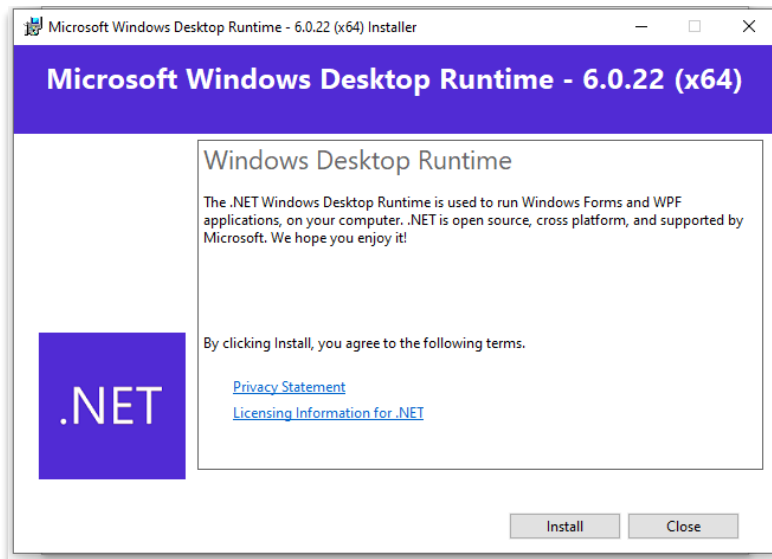 Microsoft Windows Desktop Runtime - 6.0.22 (x64) Installer
Microsoft Windows Desktop Runtime - 6.0.22 (x64)
Windows Desktop Runtime
The .NET Windows Desktop Runtime is used to run Windows Forms and WPF
applications, on your computer. .NET is open source, cross platform, and supported by
Microsoft. We hope you enjoy it!
By clicking Install, you agree to the following terms.
Privacy Statement
Licensing Information for .NET
.NET
Install
Close